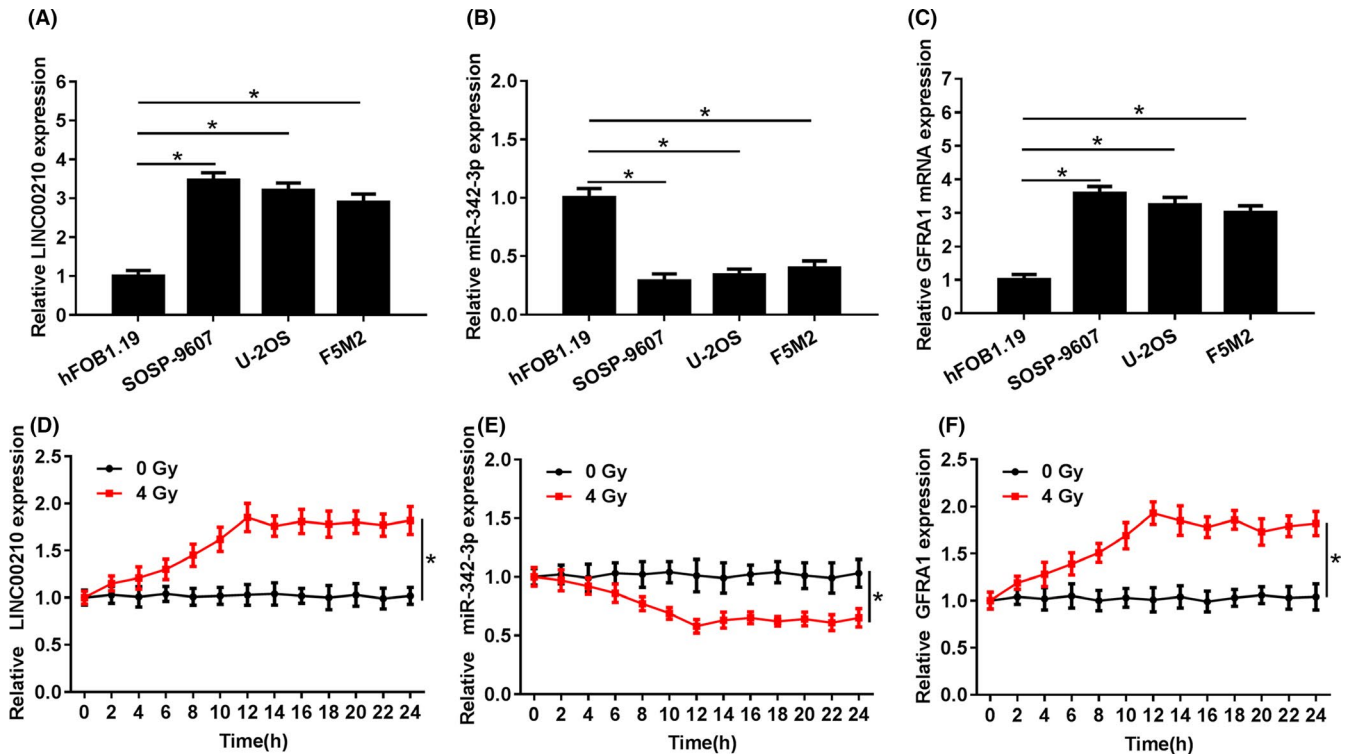 (A)
Relative LINC00210 expression
6
5
4
3
2
1
0
*
*
*
hFOB1.19
SOSP-9607
U-2OS
F5M2
(B)
Relative miR-342-3p expression
2.0
1.5
1.0
0.5
0.0
*
*
*
hFOB1.19
SOSP-9607
U-2OS
F5M2
(C)
Relative GFRA1 mRNA expression
7
6
5
4
3
2
1
0
*
*
*
hFOB1.19
SOSP-9607
U-2OS
F5M2
(D)
Relative LINC00210 expression
2.5
2.0
1.5
1.0
0.5
0.0
0 Gy
4 Gy
*
0 2 4 6 8 10 12 14 16 18 20 22 24
Time(h)
(E)
Relative miR-342-3p expression
2.0
1.5
1.0
0.5
0.0
0 Gy
4 Gy
*
0 2 4 6 8 10 12 14 16 18 20 22 24
Time(h)
(F)
Relative GFRA1 expression
2.5
2.0
1.5
1.0
0.5
0.0
0 Gy
4 Gy
*
0 2 4 6 8 10 12 14 16 18 20 22 24
Time(h)